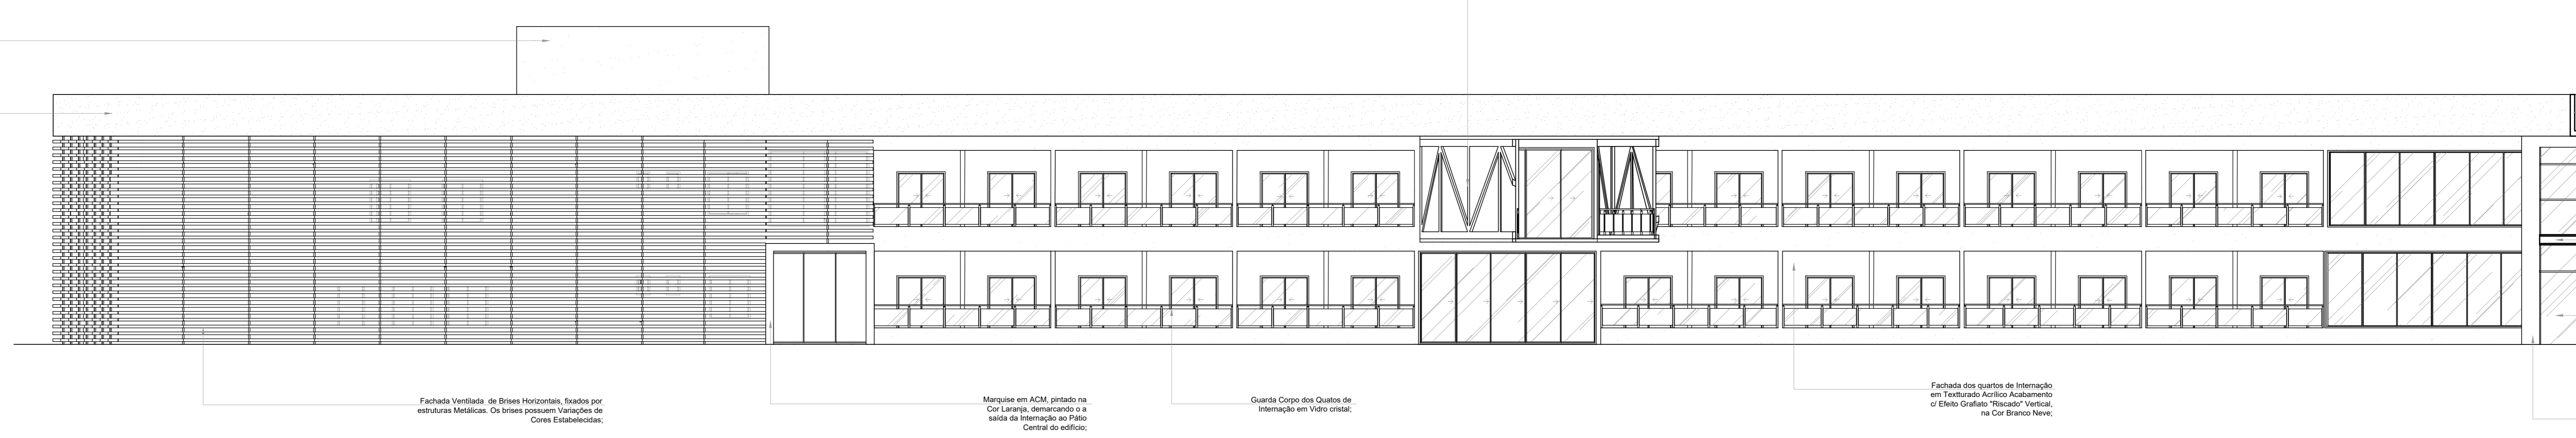 Fachada Ventilada  de Brises Horizontais, fixados por
estruturas Metálicas. Os brises possuem Variações de
Cores Estabelecidas;
Marquise em ACM, pintado na
Cor Laranja, demarcando o a
saída da Internação ao Pátio
Central do edifício;
Guarda Corpo dos Quatos de
Internação em Vidro cristal;
Fachada dos quartos de Internação
em Textturado Acrílico Acabamento
c/ Efeito Grafiato "Riscado" Vertical,
na Cor Branco Neve;